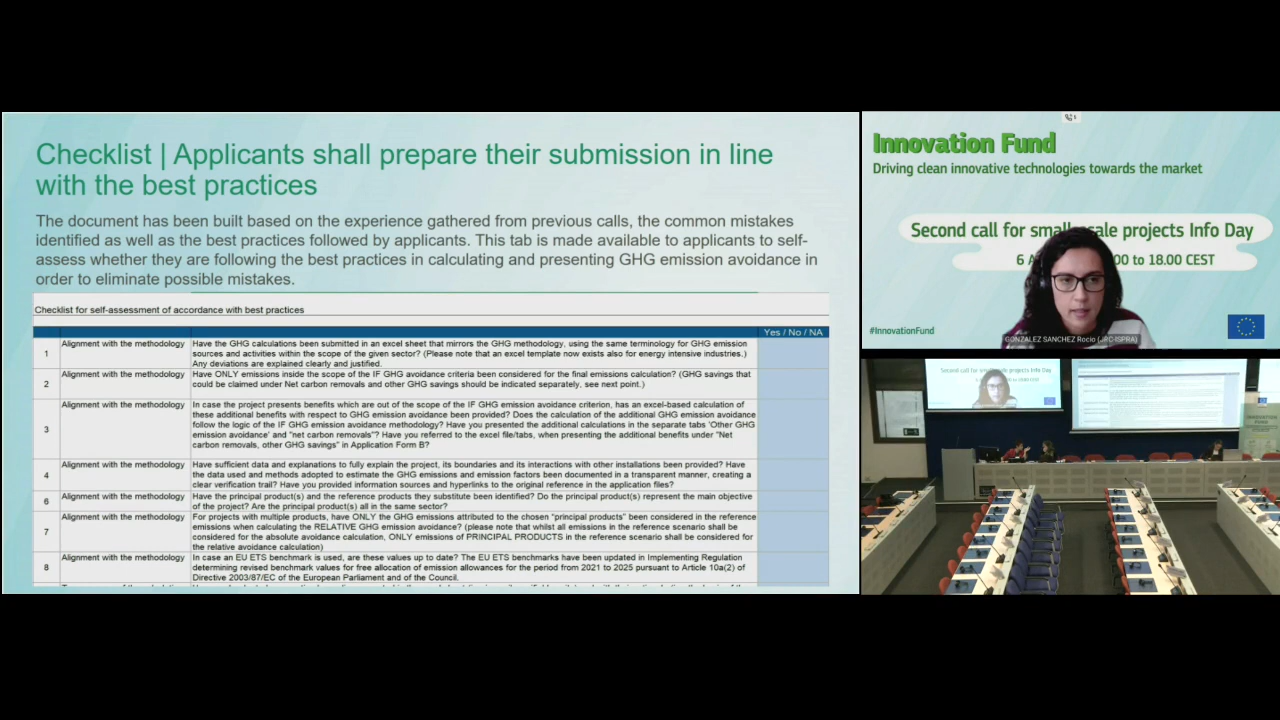 Checklist | Applicants shall prepare their submission in line
with the best practices
The document has been built based on the experience gathered from previous calls, the common mistakes
identified as well as the best practices followed by applicants. This tab is made available to applicants to self-
assess whether they are following the best practices in calculating and presenting GHG emission avoidance in
order to eliminate possible mistakes.
Checklist for self-assessment of accordance with best practices
Yes / No / NA
1 Alignment with the methodology Have the GHG calculations been submitted in an excel sheet that mirrors the GHG methodology, using the same terminology for GHG emission
sources and activities within the scope of the given sector? (Please note that an excel template now exists also for energy intensive industries.)
Any deviations are explained clearly and justified.
2 Alignment with the methodology Have ONLY emissions inside the scope of the IF GHG avoidance criteria been considered for the final emissions calculation? (GHG savings that
could be claimed under Net carbon removals and other GHG savings should be indicated separately, see next point.)
3 Alignment with the methodology In case the project presents benefits which are out of the scope of the IF GHG emission avoidance criterion, has an excel-based calculation of
these additional benefits with respect to GHG emission avoidance been provided? Does the calculation of the additional GHG emission avoidance
follow the logic of the IF GHG emission avoidance methodology? Have you presented the additional calculations in the separate tabs 'Other GHG
emission avoidance' and "net carbon removals"? Have you referred to the excel file/tabs, when presenting the additional benefits under "Net
carbon removals, other GHG savings" in Application Form B?
4 Alignment with the methodology Have sufficient data and explanations to fully explain the project, its boundaries and its interactions with other installations been provided? Have
the data used and methods adopted to estimate the GHG emissions and emission factors been documented in a transparent manner, creating a
clear verification trail? Have you provided information sources and hyperlinks to the original reference in the application files?
6 Alignment with the methodology Have the principal product(s) and the reference products they substitute been identified? Do the principal product(s) represent the main objective
of the project? Are the principal product(s) all in the same sector?
7 Alignment with the methodology For projects with multiple products, have ONLY the GHG emissions attributed to the chosen "principal products" been considered in the reference
emissions when calculating the RELATIVE GHG emission avoidance? (please note that whilst all emissions in the reference scenario shall be
considered for the absolute avoidance calculation, ONLY emissions of PRINCIPAL PRODUCTS in the reference scenario shall be considered for
the relative avoidance calculation)
8 Alignment with the methodology In case an EU ETS benchmark is used, are these values up to date? The EU ETS benchmarks have been updated in Implementing Regulation
determining revised benchmark values for free allocation of emission allowances for the period from 2021 to 2025 pursuant to Article 10a(2) of
Directive 2003/87/EC of the European Parliament and of the Council.
Innovation Fund
Driving clean innovative technologies towards the market
Second call for small scale projects Info Day
6 A 00 to 18.00 CEST
#InnovationFund
GONZALEZ SANCHEZ Rocio (JRC-ISPRA)
Second call for small scale projects Info Day
INNOVATION
FUND